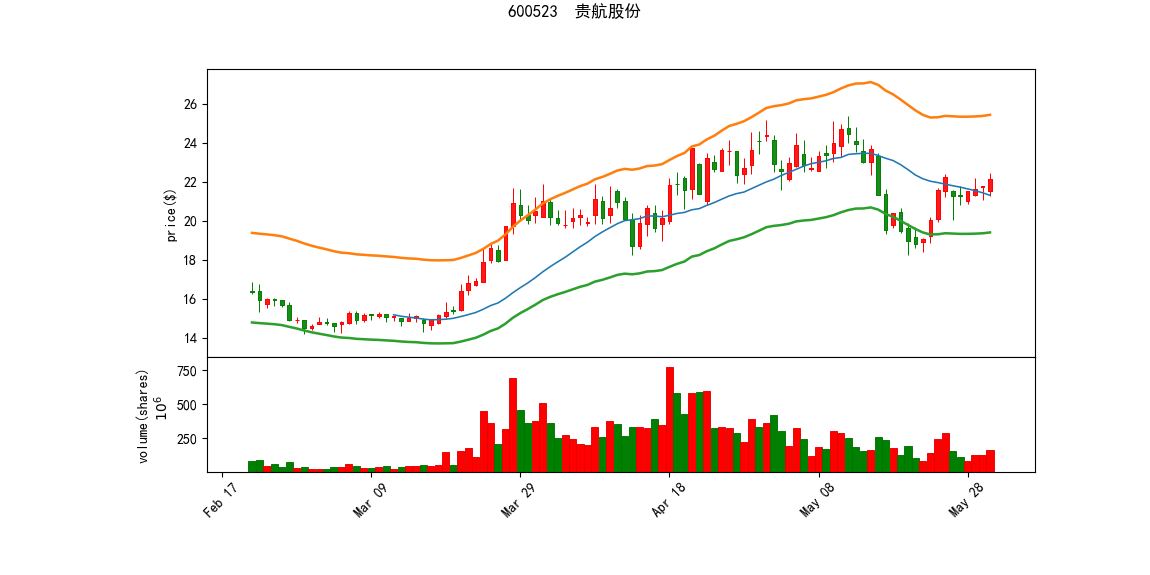 600523 贵航股份
price($)
26
24
22
20
18
16
14
volume(shares)
10^6
750
500
250
Feb 17
Mar 09
Mar 29
Apr 18
May 08
May 28